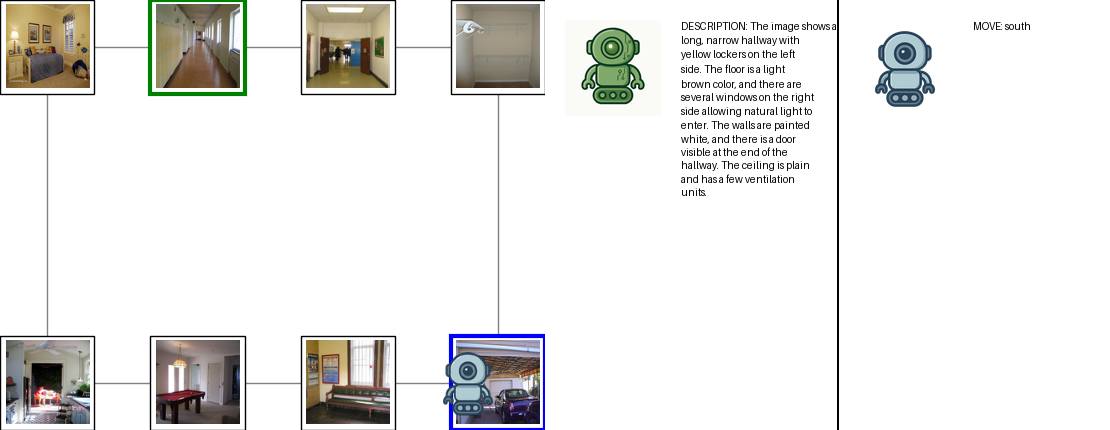 DESCRIPTION: The image shows a
long, narrow hallway with
yellow lockers on the left
side. The floor is a light
brown color, and there are
several windows on the right
side allowing natural light to
enter. The walls are painted
white, and there is a door
visible at the end of the
hallway. The ceiling is plain
and has a few ventilation
units.
MOVE: south